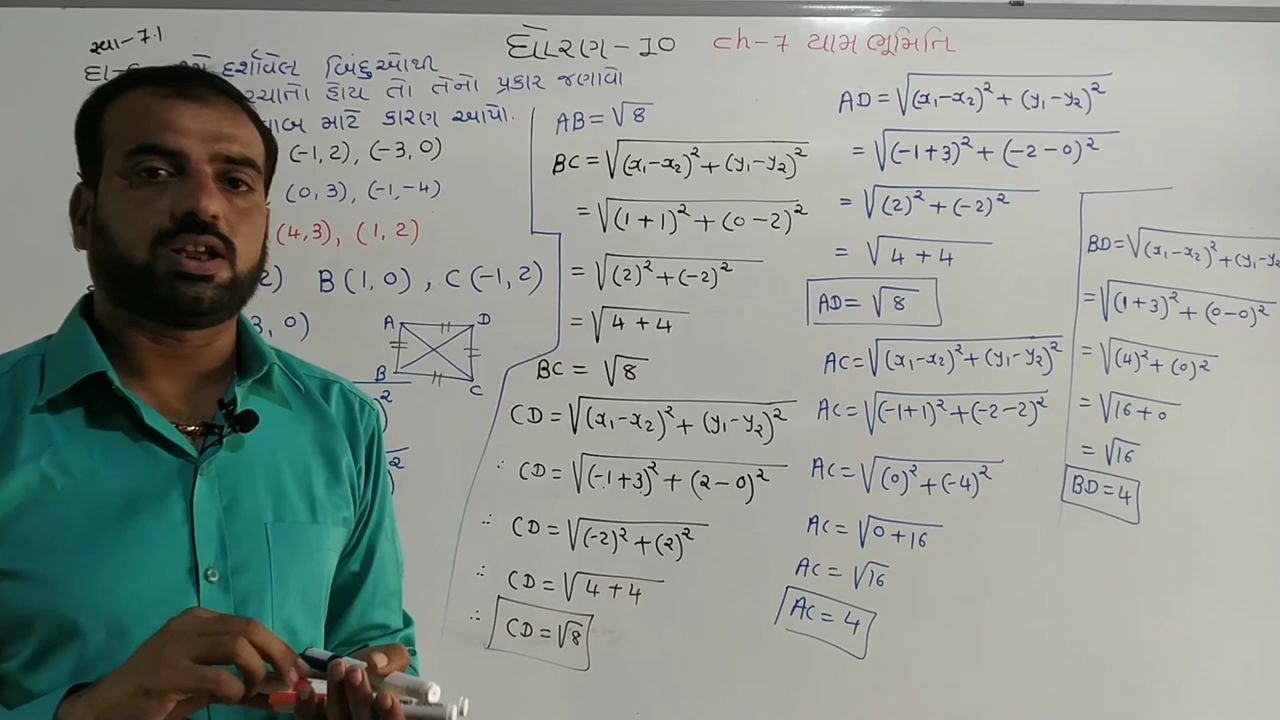 સ્વા-7.1
ધોરણ-10 ch-7 યામ ભૂમિતિ
દર્શાવેલ બિંદુઓથી
હોય તો તેનો પ્રકાર જણાવો
માટે કારણ આપો.
(-1, 2), (-3, 0)
(0, 3), (-1, -4)
(4, 3), (1, 2)
2) B(1, 0), C(-1, 2)
3, 0)
A D
B C
)²
²
AB = √8
BC = √(x₁-x₂)² + (y₁-y₂)²
= √(1+1)² + (0-2)²
= √(2)² + (-2)²
= √4+4
BC = √8
CD = √(x₁-x₂)² + (y₁-y₂)²
∴ CD = √(-1+3)² + (2-0)²
∴ CD = √(-2)² + (2)²
∴ CD = √4+4
∴ CD = √8
AD = √(x₁-x₂)² + (y₁-y₂)²
= √(-1+3)² + (-2-0)²
= √(2)² + (-2)²
= √4+4
AD = √8
AC = √(x₁-x₂)² + (y₁-y₂)²
AC = √(-1+1)² + (-2-2)²
AC = √(0)² + (-4)²
AC = √0+16
AC = √16
AC = 4
BD = √(x₁-x₂)² + (y₁-y₂
= √(1+3)² + (0-0)²
= √(4)² + (0)²
= √16+0
= √16
BD = 4